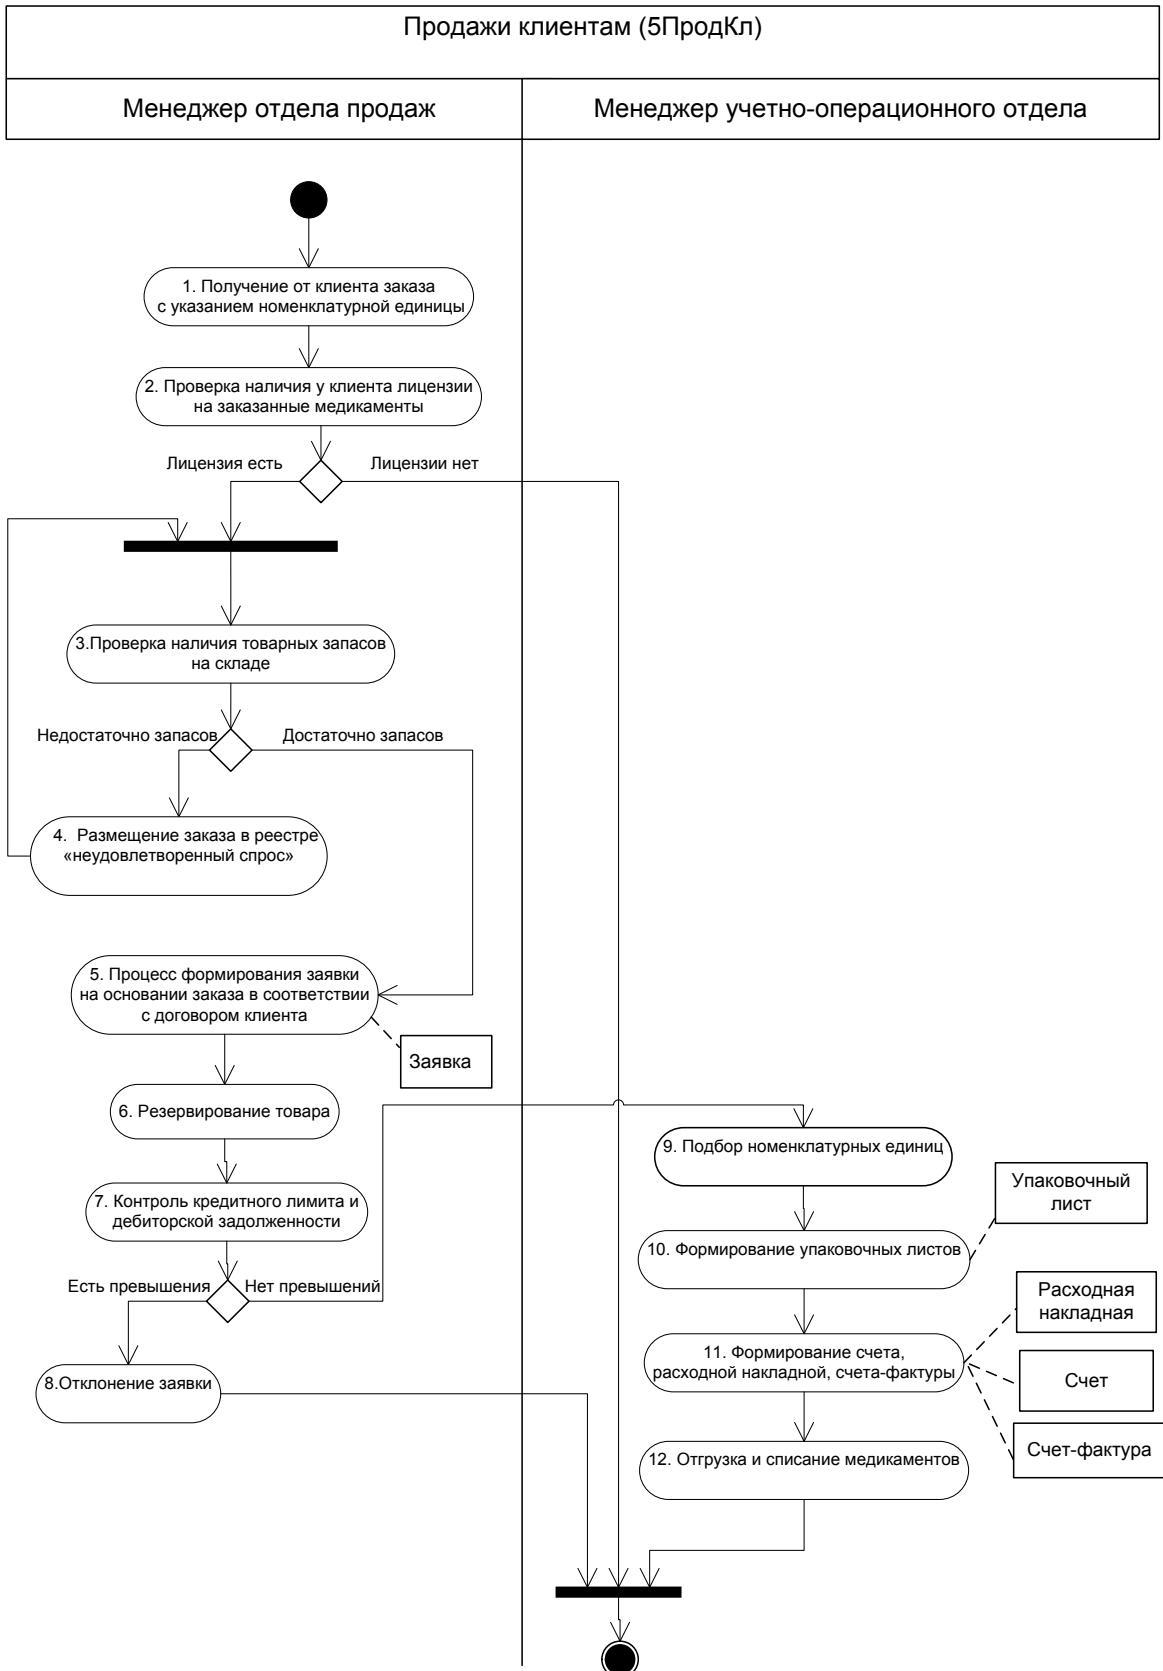 Продажи клиентам (5ПродКл)
Менеджер отдела продаж
Менеджер учетно-операционного отдела
1. Получение от клиента заказа
с указанием номенклатурной единицы
2. Проверка наличия у клиента лицензии
на заказанные медикаменты
Лицензия есть
Лицензии нет
3.Проверка наличия товарных запасов
на складе
Недостаточно запасов
Достаточно запасов
4. Размещение заказа в реестре
«неудовлетворенный спрос»
5. Процесс формирования заявки
на основании заказа в соответствии
с договором клиента
Заявка
6. Резервирование товара
7. Контроль кредитного лимита и
дебиторской задолженности
Есть превышения
Нет превышений
8.Отклонение заявки
9. Подбор номенклатурных единиц
Упаковочный
лист
10. Формирование упаковочных листов
Расходная
накладная
11. Формирование счета,
расходной накладной, счета-фактуры
Счет
Счет-фактура
12. Отгрузка и списание медикаментов